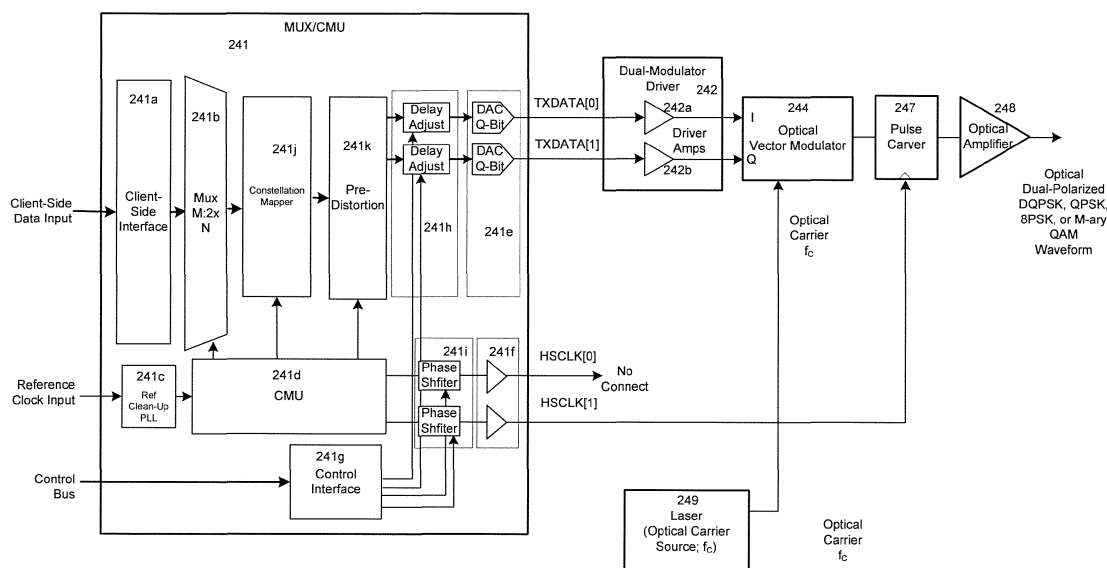 MUX/CMU
241
241a
Client-
Side
Interface
241b
Mux
M:2x
N
241j
Constellation
Mapper
241k
Pre-
Distortion
Delay
Adjust
Delay
Adjust
241h
DAC
Q-Bit
DAC
Q-Bit
241e
TXDATA[0]
TXDATA[1]
Dual-Modulator
Driver
242
242a
Driver
Amps
242b
I
Q
244
Optical
Vector Modulator
247
Pulse
Carver
248
Optical
Amplifier
Optical
Dual-Polarized
DQPSK, QPSK,
8PSK, or M-ary
QAM
Waveform
Client-Side
Data Input
Optical
Carrier
fC
Reference
Clock Input
241c
Ref
Clean-Up
PLL
241d
CMU
241i
Phase
Shfiter
Phase
Shfiter
241f
HSCLK[0]
No
Connect
HSCLK[1]
Control
Bus
241g
Control
Interface
249
Laser
(Optical Carrier
Source; fC)
Optical
Carrier
fC